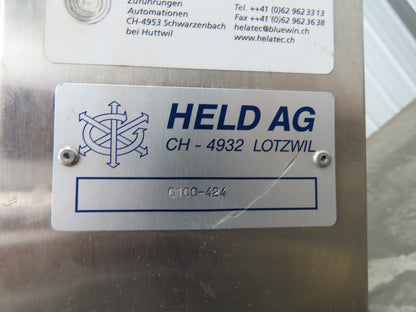 Zuführungen
Automationen
CH-4953 Schwarzenbach
bei Huttwil
Tel. ++41 (0)62 962 33 13
Fax ++41 (0)62 962 36 38
helatec@bluewin.ch
www.helatec.ch
HELD AG
CH - 4932 LOTZWIL
0100-424